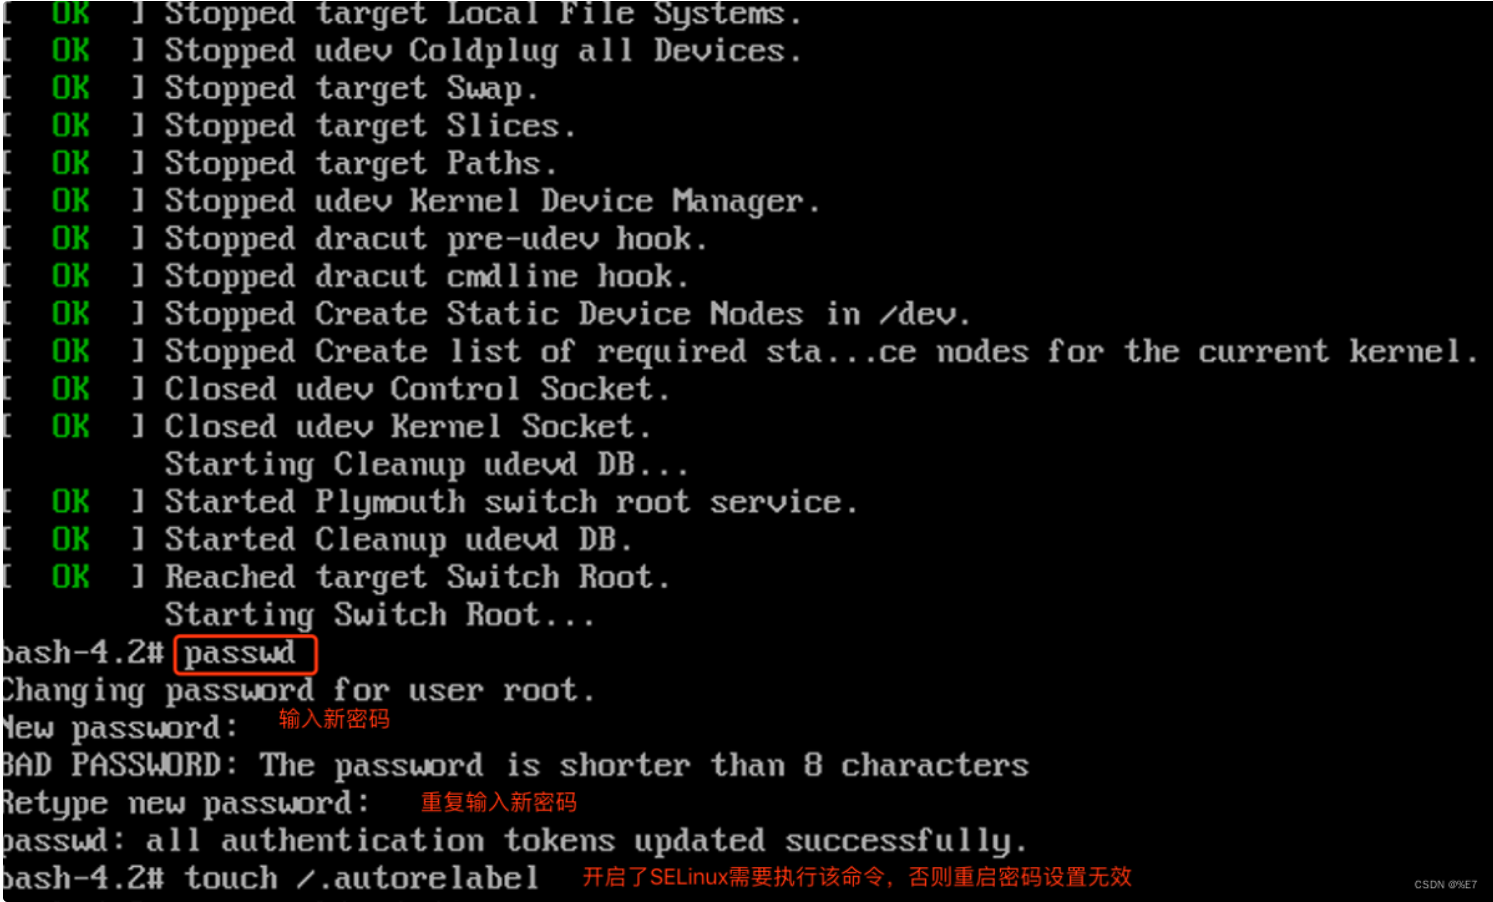 [  OK  ] Stopped target Local File Systems.
[  OK  ] Stopped udev Coldplug all Devices.
[  OK  ] Stopped target Swap.
[  OK  ] Stopped target Slices.
[  OK  ] Stopped target Paths.
[  OK  ] Stopped udev Kernel Device Manager.
[  OK  ] Stopped dracut pre-udev hook.
[  OK  ] Stopped dracut cmdline hook.
[  OK  ] Stopped Create Static Device Nodes in /dev.
[  OK  ] Stopped Create list of required sta...ce nodes for the current kernel.
[  OK  ] Closed udev Control Socket.
[  OK  ] Closed udev Kernel Socket.
Starting Cleanup udevd DB...
[  OK  ] Started Plymouth switch root service.
[  OK  ] Started Cleanup udevd DB.
[  OK  ] Reached target Switch Root.
Starting Switch Root...
bash-4.2# passwd
Changing password for user root.
New password: 输入新密码
BAD PASSWORD: The password is shorter than 8 characters
Retype new password: 重复输入新密码
passwd: all authentication tokens updated successfully.
bash-4.2# touch /.autorelabel 开启了SELinux需要执行该命令，否则重启密码设置无效
CSDN @%E7